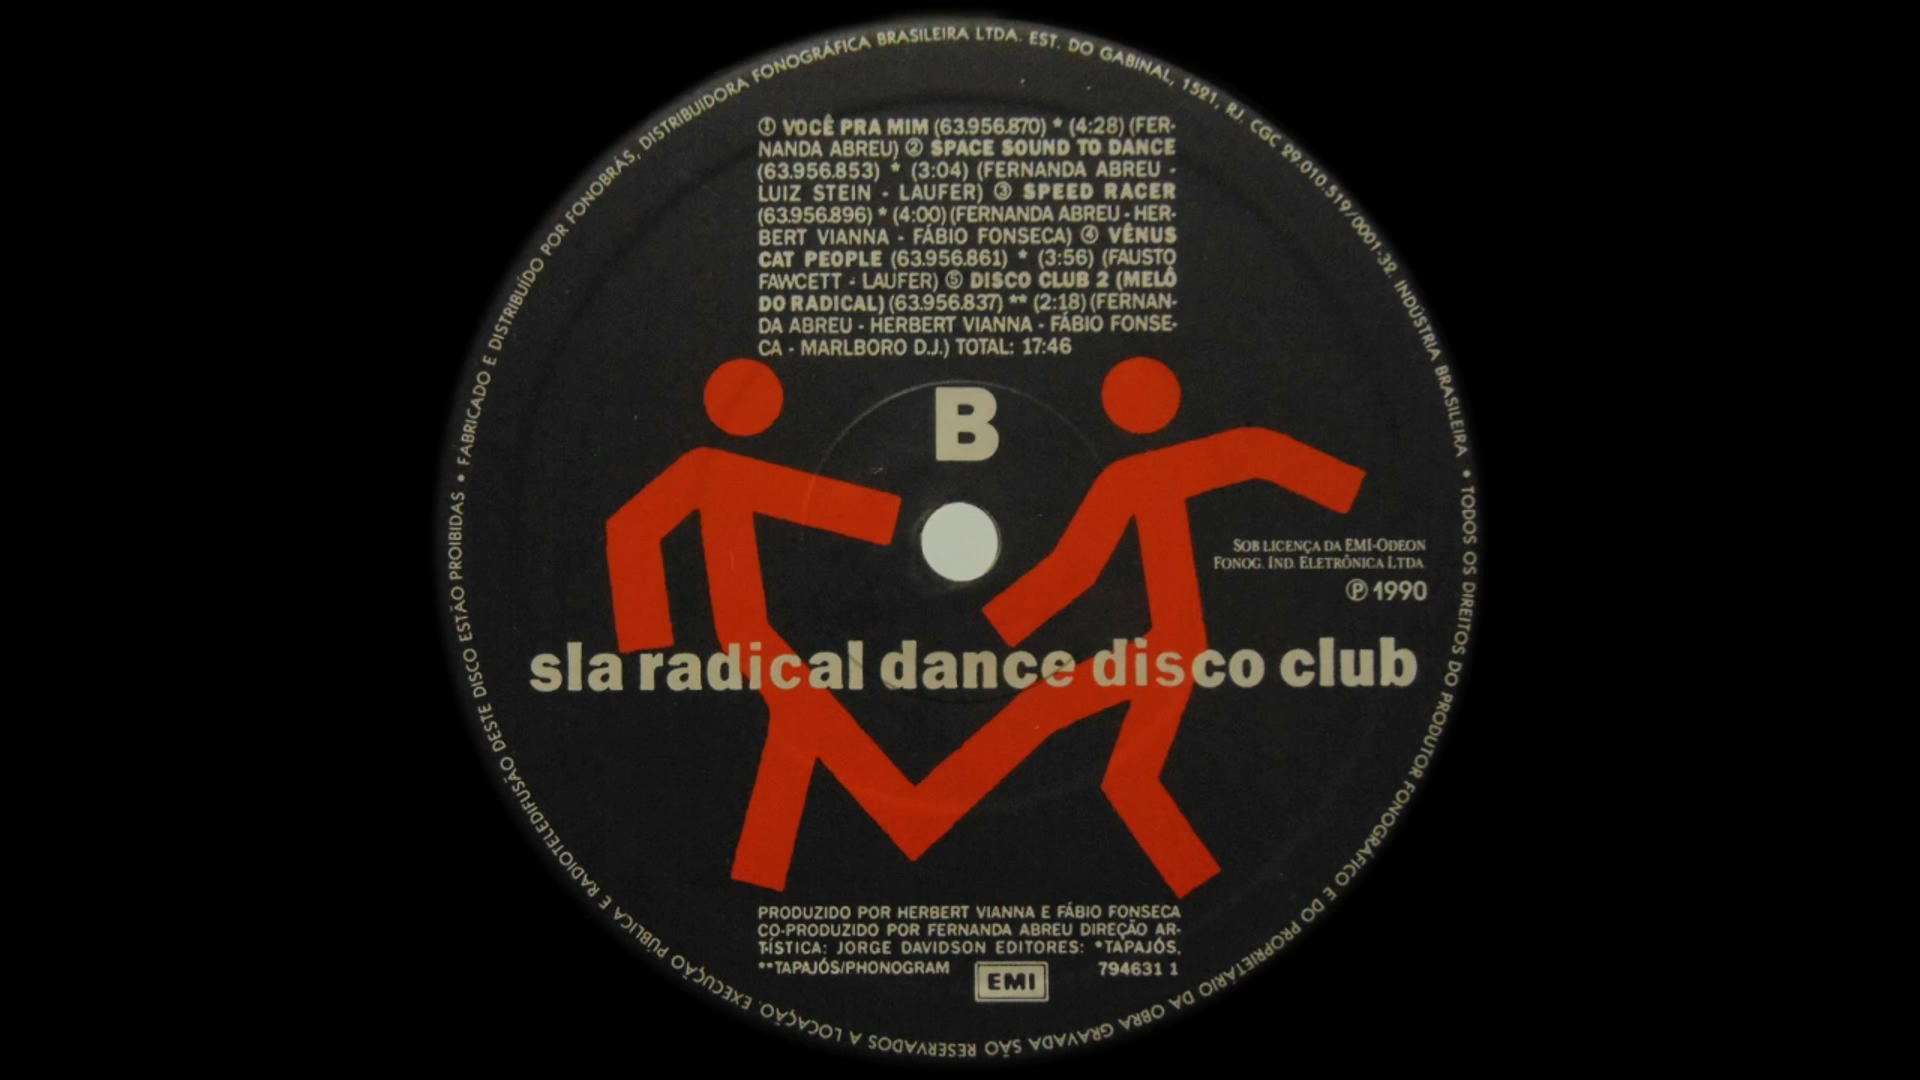 ① VOCÊ PRA MIM (63.956.870) * (4:28) (FER-
NANDA ABREU) ② SPACE SOUND TO DANCE
(63.956.853) * (3:04) (FERNANDA ABREU -
LUIZ STEIN - LAUFER) ③ SPEED RACER
(63.956.896) * (4:00) (FERNANDA ABREU - HER-
BERT VIANNA - FÁBIO FONSECA) ④ VÊNUS
CAT PEOPLE (63.956.861) * (3:56) (FAUSTO
FAWCETT - LAUFER) ⑤ DISCO CLUB 2 (MELÔ
DO RADICAL) (63.956.837) ** (2:18) (FERNAN-
DA ABREU - HERBERT VIANNA - FÁBIO FONSE-
CA - MARLBORO D.J.) TOTAL: 17:46
B
SOB LICENÇA DA EMI-ODEON
FONOG. IND. ELETRÔNICA LTDA.
℗ 1990
sla radical dance disco club
PRODUZIDO POR HERBERT VIANNA E FÁBIO FONSECA
CO-PRODUZIDO POR FERNANDA ABREU DIREÇÃO AR-
TÍSTICA: JORGE DAVIDSON EDITORES: *TAPAJÓS,
**TAPAJÓS/PHONOGRAM
EMI
794631 1
• FABRICADO E DISTRIBUÍDO POR FONOBRÁS, DISTRIBUIDORA FONOGRÁFICA BRASILEIRA LTDA. EST. DO GABINAL, 1521, RJ. CGC 29.010.519/0001-32. INDÚSTRIA BRASILEIRA • TODOS OS DIREITOS DO PRODUTOR FONOGRÁFICO E DO PROPRIETÁRIO DA OBRA GRAVADA SÃO RESERVADOS A LOCAÇÃO. EXECUÇÃO PÚBLICA E RADIOTELEDIFUSÃO DESTE DISCO ESTÃO PROIBIDAS